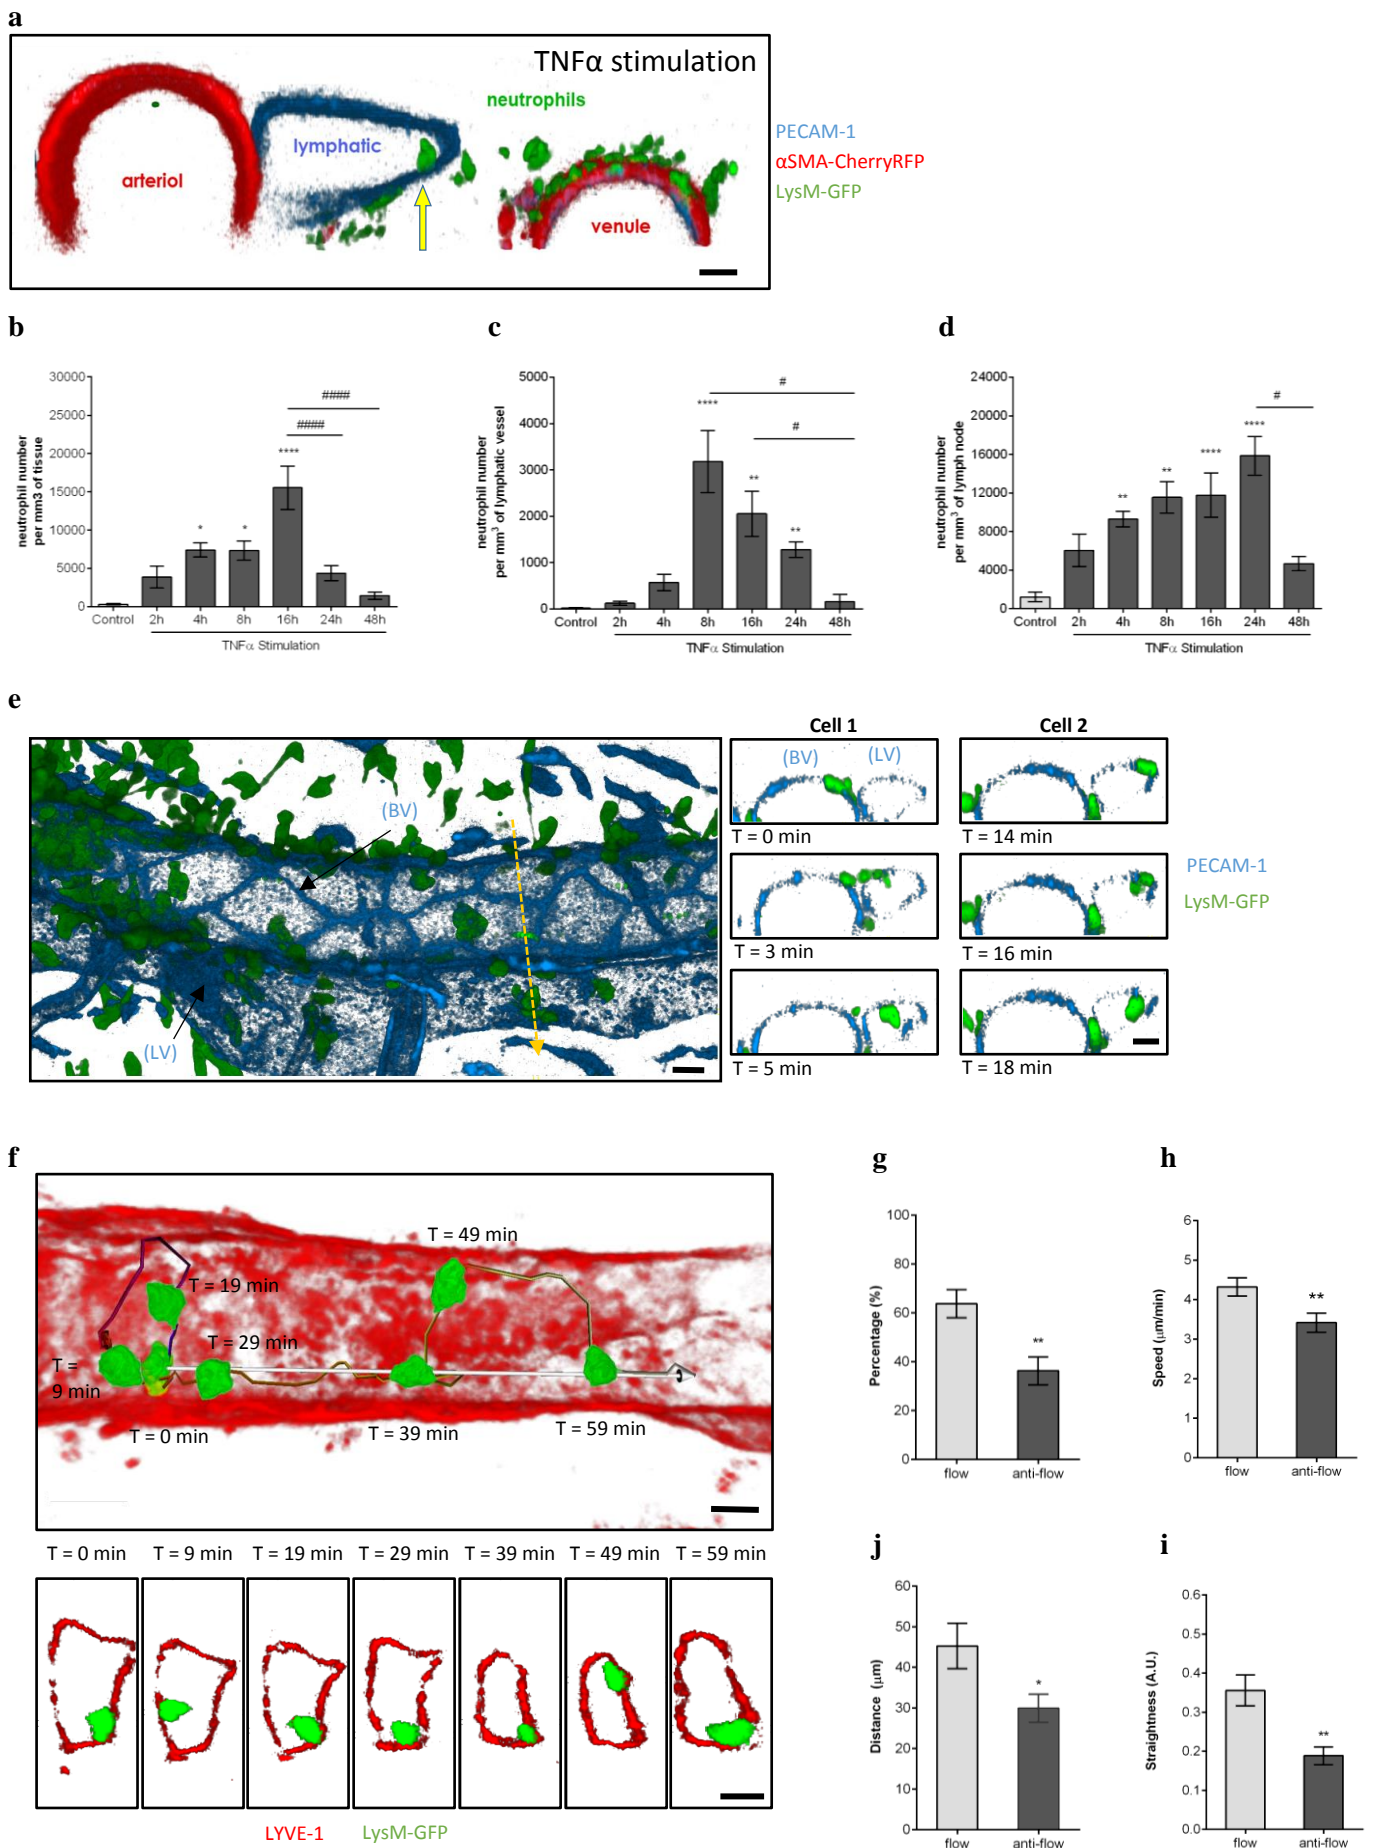 a
TNFα stimulation
neutrophils
lymphatic
arteriol
venule
PECAM-1
αSMA-CherryRFP
LysM-GFP
b
neutrophil number
per mm3 of tissue
30000
25000
20000
15000
10000
5000
0
####
####
****
*
*
Control 2h 4h 8h 16h 24h 48h
TNFα Stimulation
c
neutrophil number
per mm³ of lymphatic vessel
5000
4000
3000
2000
1000
0
#
#
****
**
**
Control 2h 4h 8h 16h 24h 48h
TNFα Stimulation
d
neutrophil number
per mm³ of lymph node
24000
20000
16000
12000
8000
4000
0
#
**
**
****
****
Control 2h 4h 8h 16h 24h 48h
TNFα Stimulation
e
(BV)
(LV)
Cell 1
(BV) (LV)
T = 0 min
T = 3 min
T = 5 min
Cell 2
T = 14 min
T = 16 min
T = 18 min
PECAM-1
LysM-GFP
f
T = 49 min
T = 19 min
T = 29 min
T =
9 min
T = 0 min
T = 39 min
T = 59 min
T = 0 min T = 9 min T = 19 min T = 29 min T = 39 min T = 49 min T = 59 min
LYVE-1 LysM-GFP
g
Percentage (%)
100
80
60
40
20
0
**
flow anti-flow
h
Speed (μm/min)
6
5
4
3
2
1
0
**
flow anti-flow
j
Distance (μm)
60
50
40
30
20
10
0
*
flow anti-flow
i
Straightness (A.U.)
0.6
0.5
0.4
0.3
0.2
0.1
0.0
**
flow anti-flow